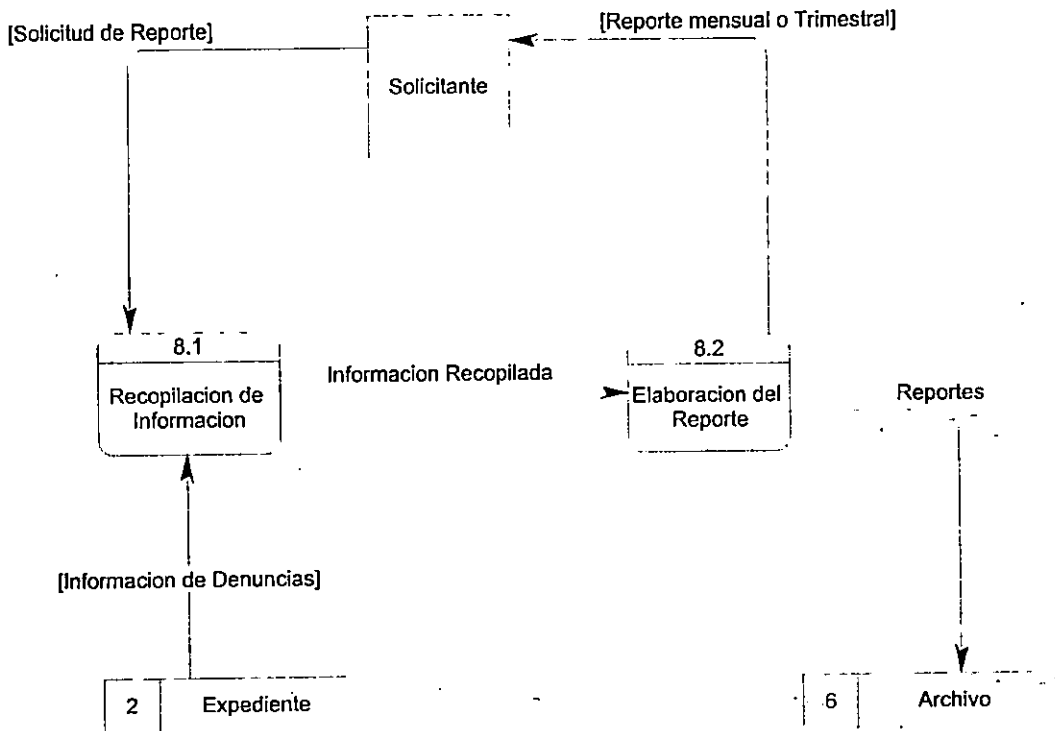 [Solicitud de Reporte]
[Reporte mensual o Trimestral]
Solicitante
8.1
Recopilacion de
Informacion
Informacion Recopilada
8.2
Elaboracion del
Reporte
Reportes
[Informacion de Denuncias]
2
Expediente
6
Archivo